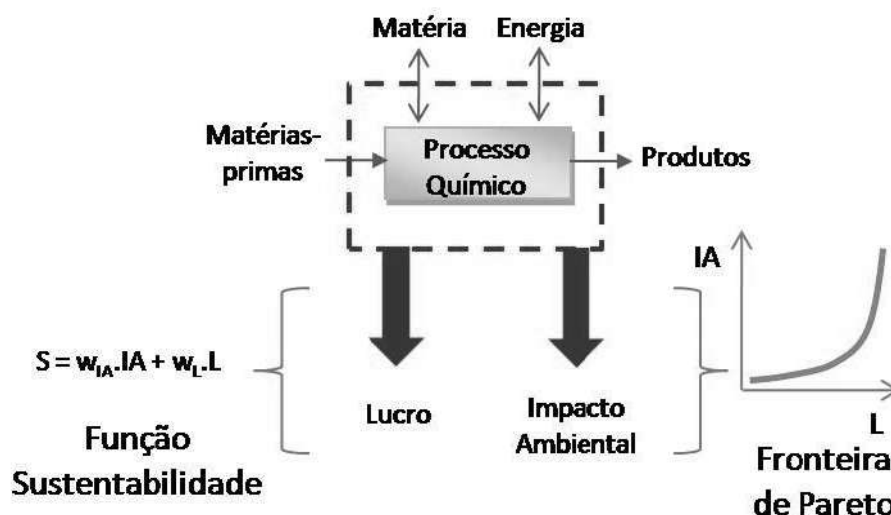 Matéria
Energia
Matérias-
primas
Processo
Químico
Produtos
IA
S = w_IA.IA + w_L.L
Lucro
Impacto
Ambiental
L
Função
Sustentabilidade
Fronteira
de Pareto